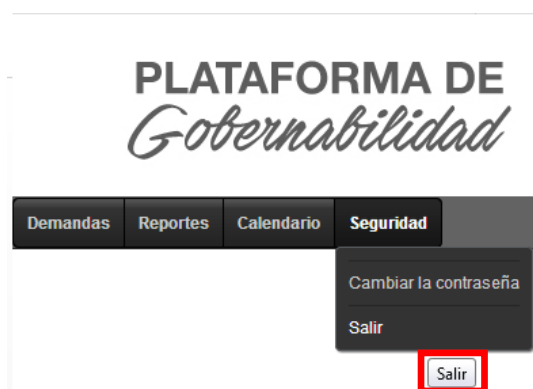 PLATAFORMA DE
Gobernabilidad
Demandas Reportes Calendario Seguridad
Cambiar la contraseña
Salir
Salir